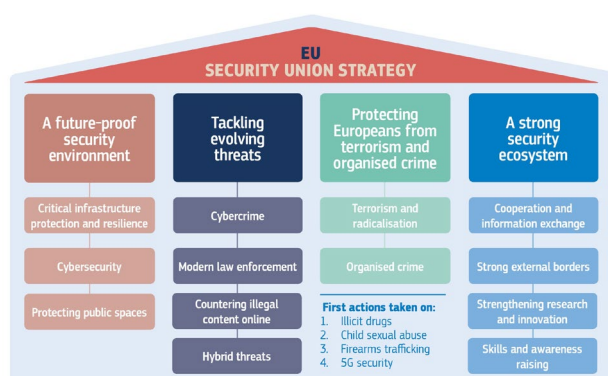 EU
SECURITY UNION STRATEGY
A future-proof
security
environment
Critical infrastructure
protection and resilience
Cybersecurity
Protecting public spaces
Tackling
evolving
threats
Cybercrime
Modern law enforcement
Countering illegal
content online
Hybrid threats
Protecting
Europeans from
terrorism and
organised crime
Terrorism and
radicalisation
Organised crime
First actions taken on:
1. Illicit drugs
2. Child sexual abuse
3. Firearms trafficking
4. 5G security
A strong
security
ecosystem
Cooperation and
information exchange
Strong external borders
Strengthening research
and innovation
Skills and awareness
raising